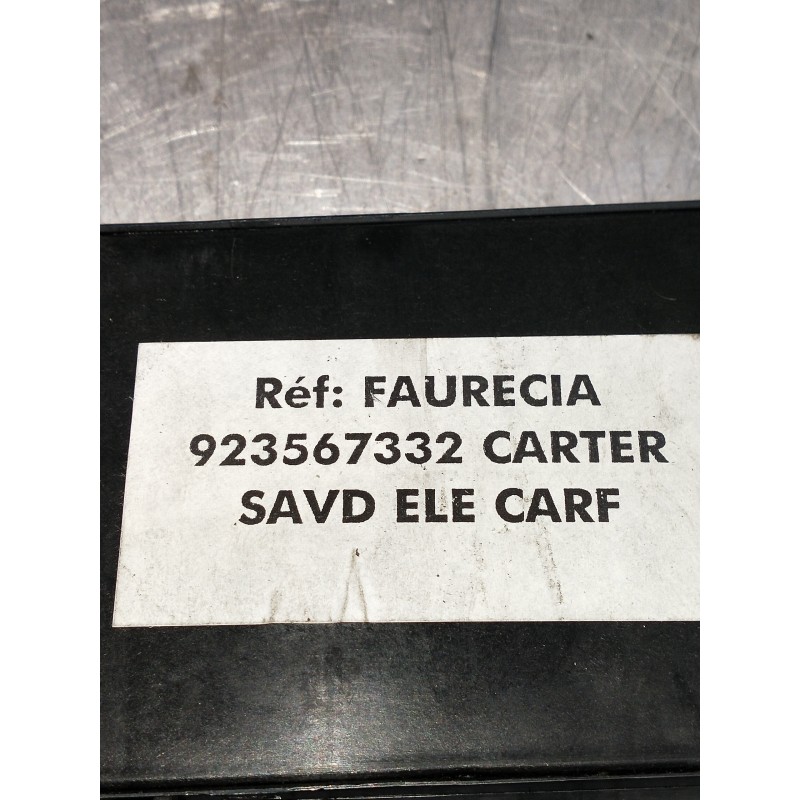 Réf: FAURECIA
923567332 CARTER
SAVD ELE CARF